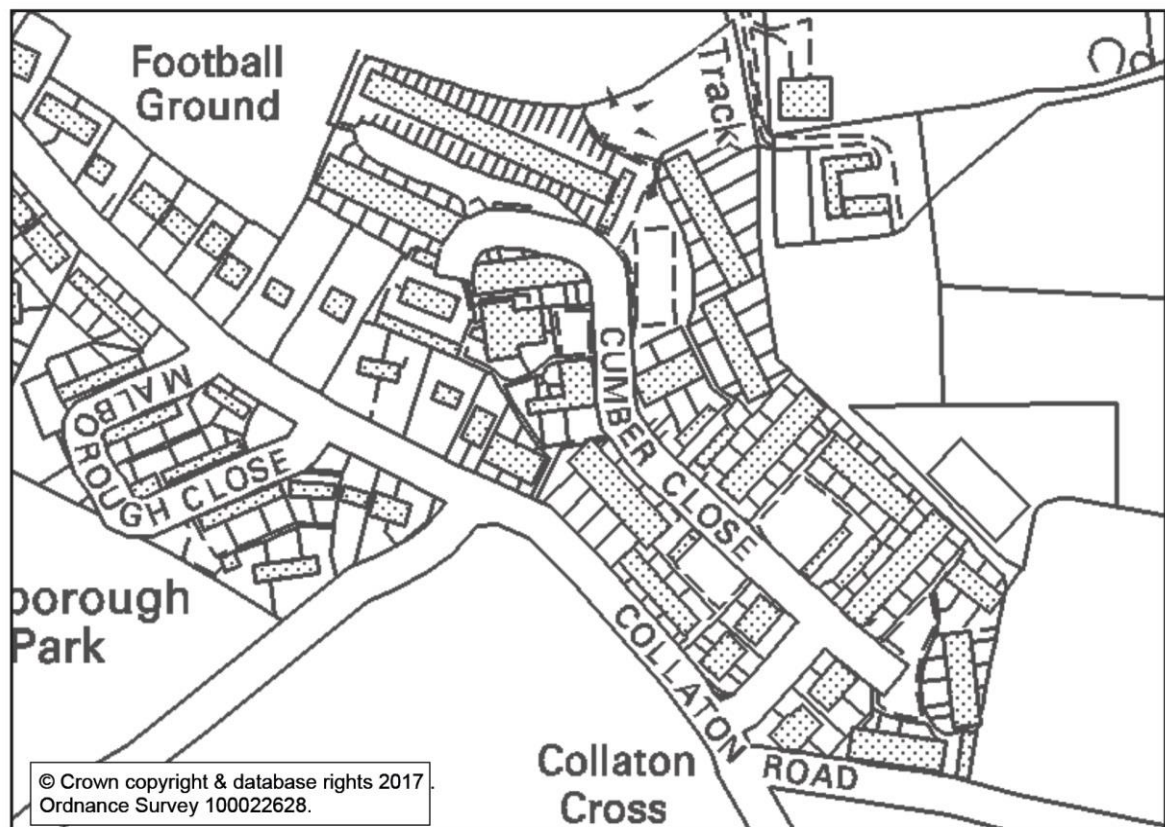 Football
Ground
Track
CUMBER CLOSE
MALBOROUGH CLOSE
borough
Park
COLLATON ROAD
Collaton
Cross
© Crown copyright & database rights 2017.
Ordnance Survey 100022628.